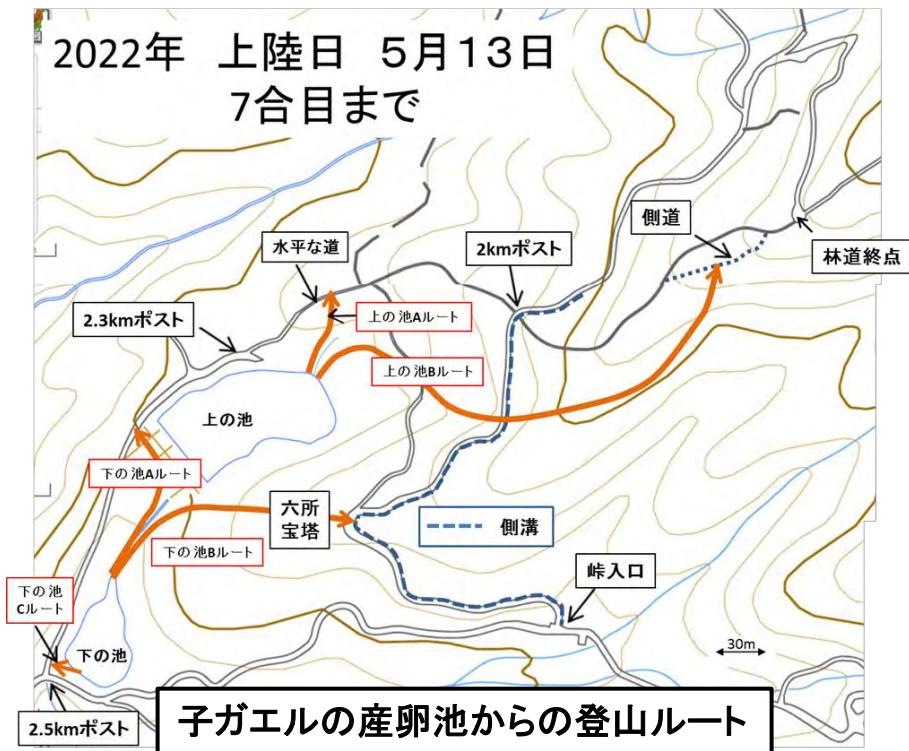 2022年 上陸日 5月13日
7合目まで
側道
水平な道
2kmポスト
林道終点
2.3kmポスト
上の池Aルート
上の池Bルート
上の池
下の池Aルート
六所
宝塔
側溝
下の池Bルート
峠入口
下の池
Cルート
30m
下の池
2.5kmポスト
子ガエルの産卵池からの登山ルート